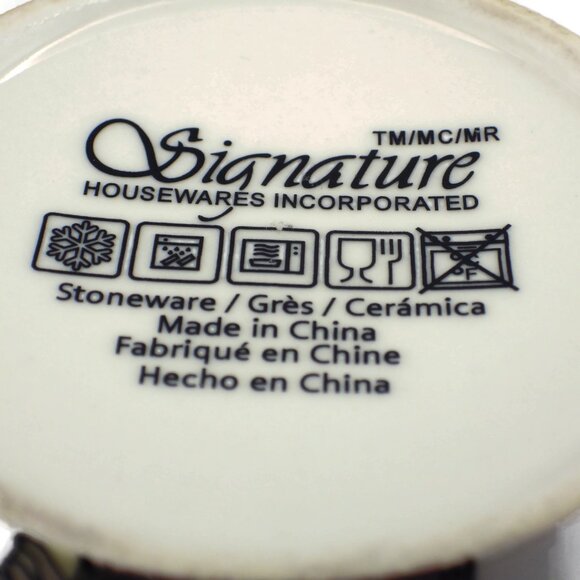 TM/MC/MR
Signature
HOUSEWARES INCORPORATED
F
Stoneware / Grès / Cerámica
Made in China
Fabriqué en Chine
Hecho en China